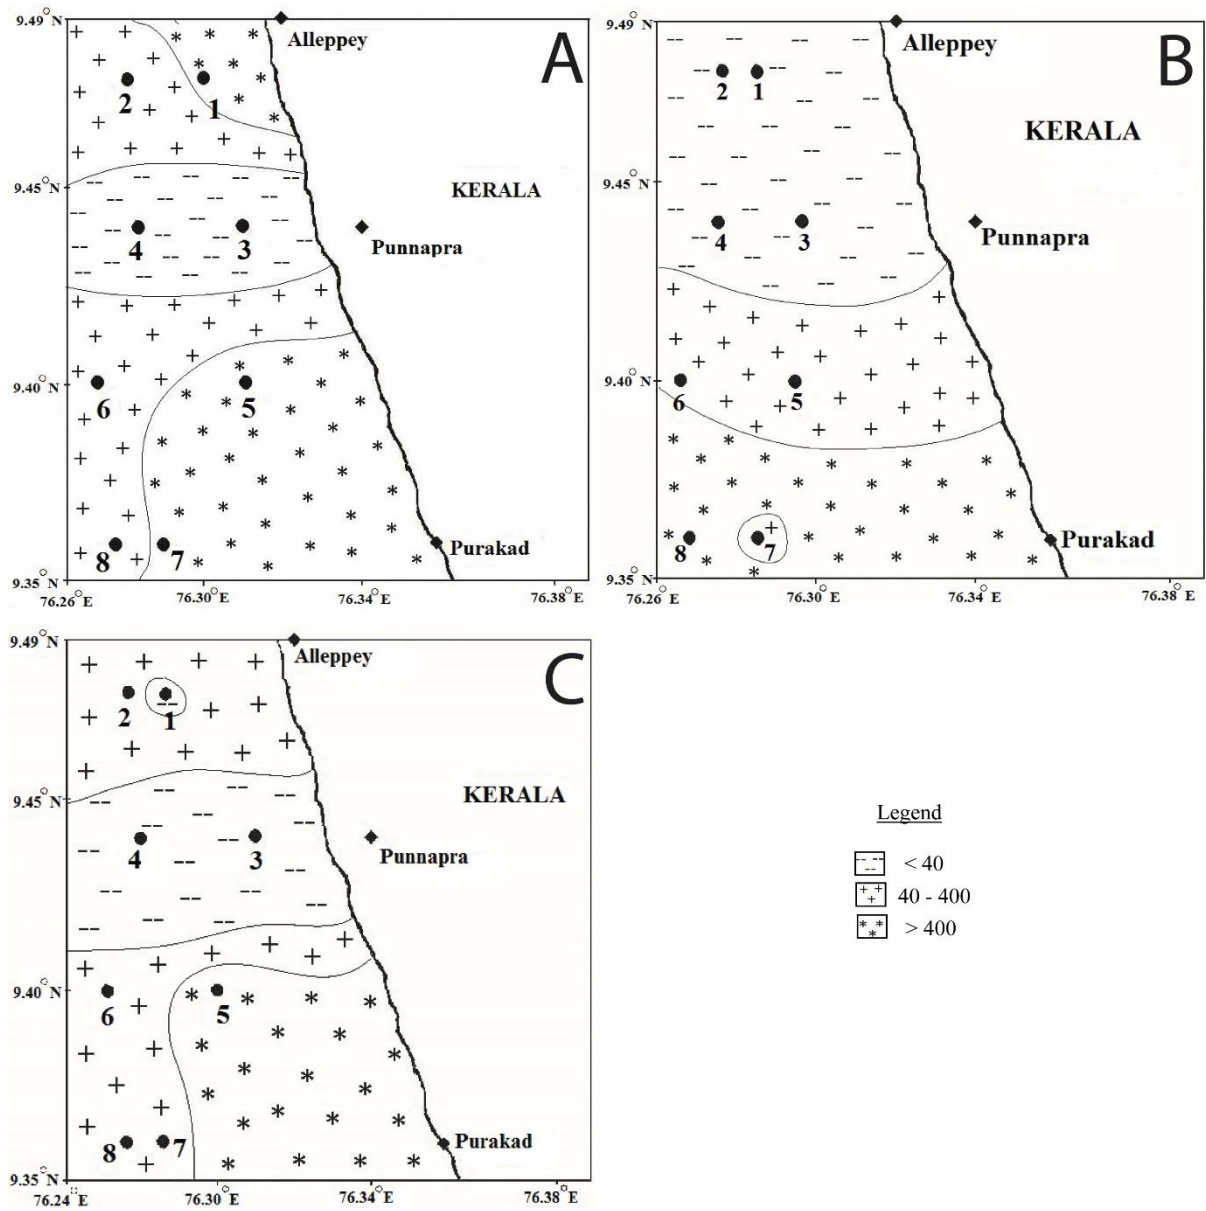 A
9.49° N
Alleppey
2
1
9.45° N
KERALA
4
3
Punnapra
9.40° N
6
5
8
7
Purakad
9.35° N
76.26° E
76.30° E
76.34° E
76.38° E
B
9.49° N
Alleppey
2
1
KERALA
9.45° N
4
3
Punnapra
9.40° N
6
5
8
7
Purakad
9.35° N
76.26° E
76.30° E
76.34° E
76.38° E
C
9.49° N
Alleppey
2
1
9.45° N
KERALA
4
3
Punnapra
9.40° N
6
5
8
7
Purakad
9.35° N
76.24° E
76.30° E
76.34° E
76.38° E
Legend
< 40
40 - 400
> 400